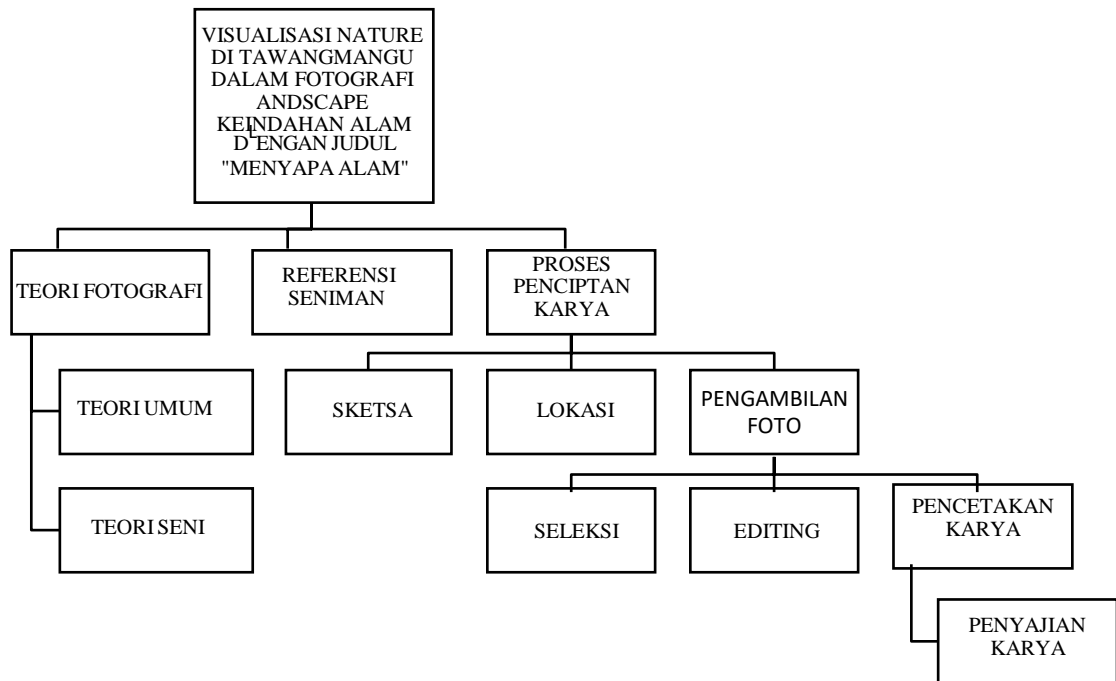 VISUALISASI NATURE
DI TAWANGMANGU
DALAM FOTOGRAFI
ANDSCAPE
KEINDAHAN ALAM
DLENGAN JUDUL
"MENYAPA ALAM"
TEORI FOTOGRAFI
REFERENSI
SENIMAN
PROSES
PENCIPTAN
KARYA
TEORI UMUM
SKETSA
LOKASI
PENGAMBILAN
FOTO
TEORI SENI
SELEKSI
EDITING
PENCETAKAN
KARYA
PENYAJIAN
KARYA